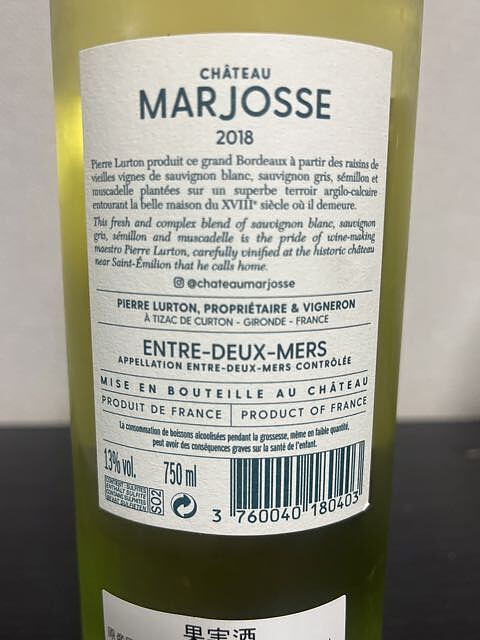 CHÂTEAU
MARJOSSE
2018
Pierre Lurton produit ce grand Bordeaux à partir des raisins de
vieilles vignes de sauvignon blanc, sauvignon gris, sémillon et
muscadelle plantées sur un superbe terroir argilo-calcaire
entourant la belle maison du XVIIIᵉ siècle où il demeure.
This fresh and complex blend of sauvignon blanc, sauvignon
gris, sémillon and muscadelle is the pride of wine-making
maestro Pierre Lurton, carefully vinified at the historic château
near Saint-Émilion that he calls home.
@chateaumarjosse
PIERRE LURTON, PROPRIÉTAIRE & VIGNERON
À TIZAC DE CURTON - GIRONDE - FRANCE
ENTRE-DEUX-MERS
APPELLATION ENTRE-DEUX-MERS CONTRÔLÉE
MISE EN BOUTEILLE AU CHÂTEAU
PRODUIT DE FRANCE PRODUCT OF FRANCE
La consommation de boissons alcoolisées pendant la grossesse, même en faible quantité,
peut avoir des conséquences graves sur la santé de l'enfant.
13% vol. 750 ml
SO2
3 760040 180403
果実酒